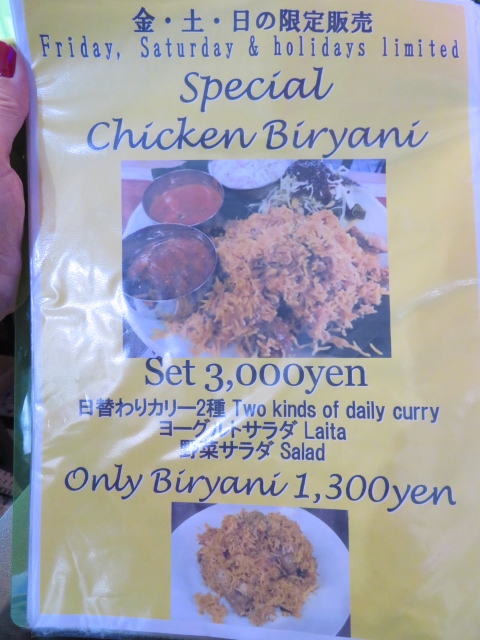 金・土・日の限定販売
Friday, Saturday & holidays limited
Special
Chicken Biryani
Set 3,000yen
日替わりカリー2種 Two kinds of daily curry
ヨーグルトサラダ Laita
野菜サラダ Salad
Only Biryani 1,300yen